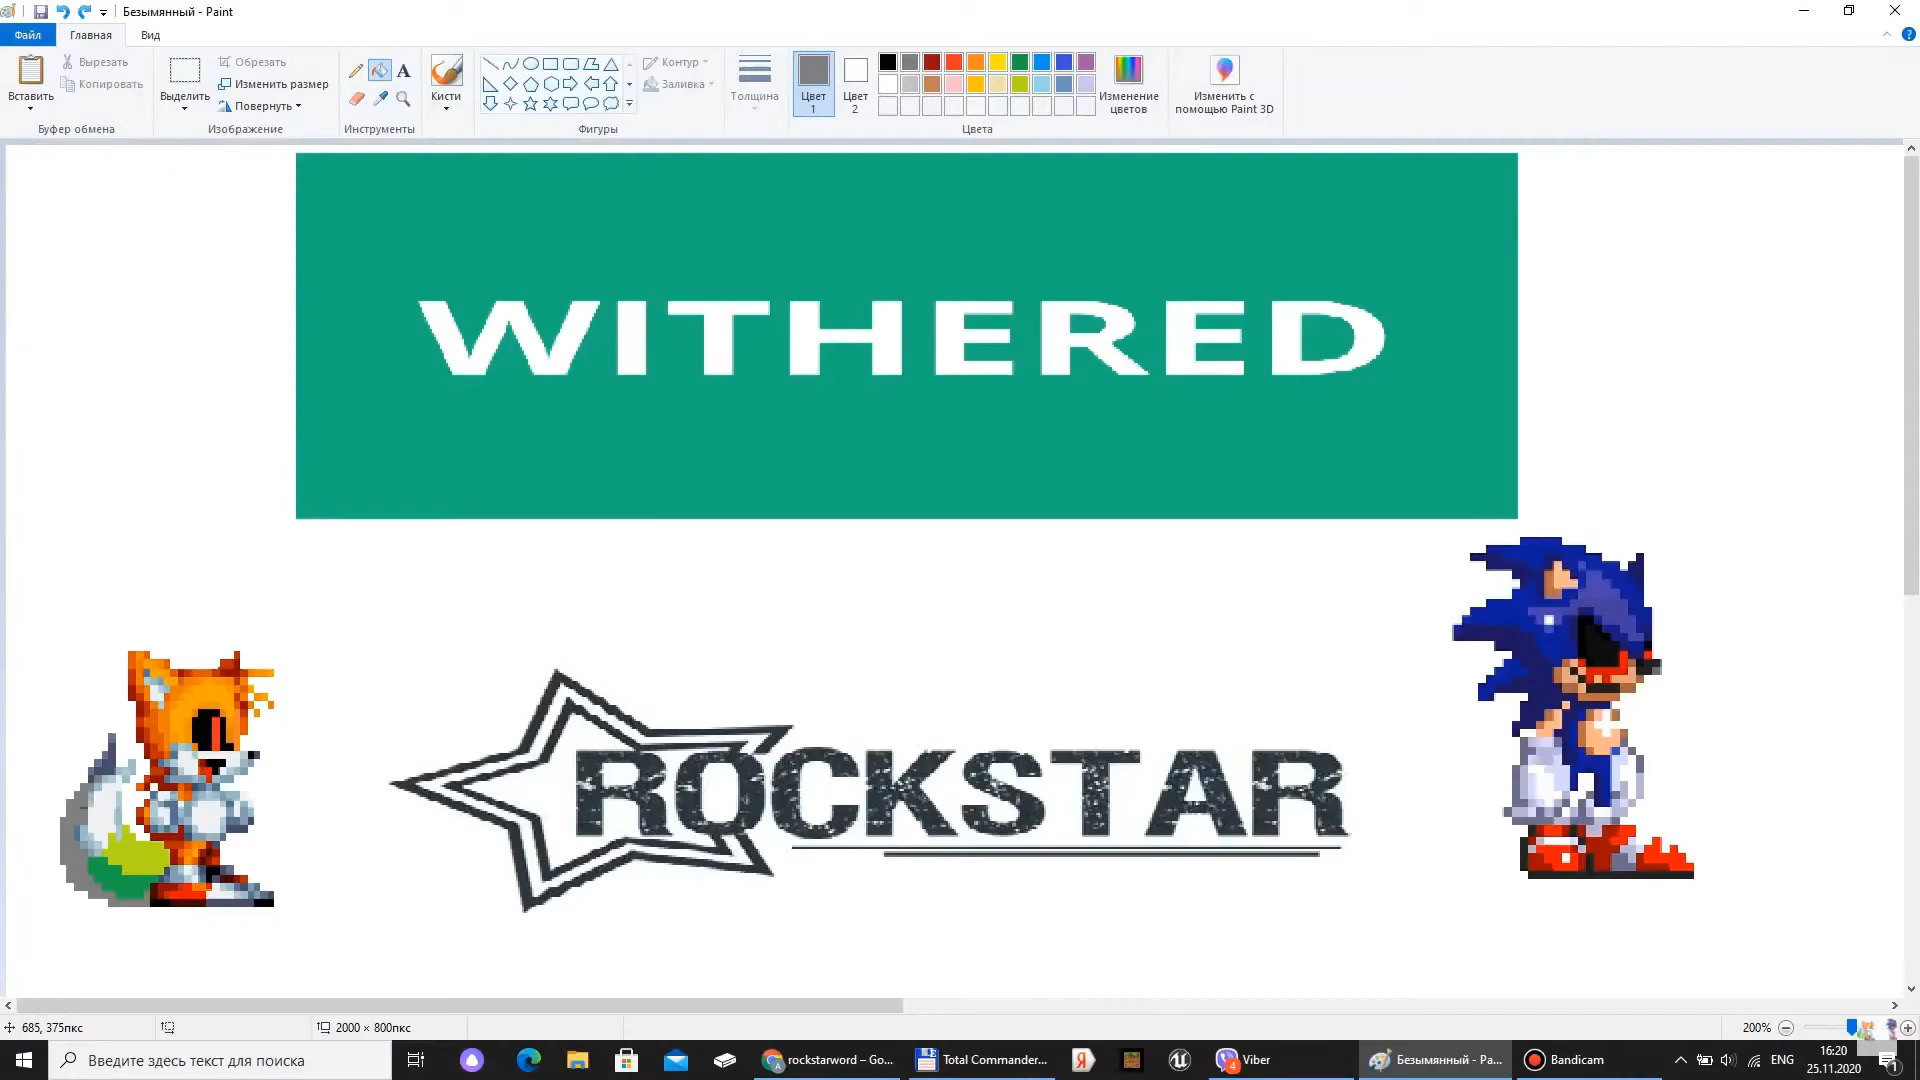 Безымянный - Paint
Файл
Главная
Вид
Вставить
Вырезать
Копировать
Буфер обмена
Выделить
Обрезать
Изменить размер
Повернуть
Изображение
A
Инструменты
Кисти
Фигуры
Контур
Заливка
Толщина
Цвет 1
Цвет 2
Изменение цветов
Цвета
Изменить с помощью Paint 3D
WITHERED
ROCKSTAR
685, 375пкс
2000 × 800пкс
200%
Введите здесь текст для поиска
rockstarword – Go...
Total Commander...
Я
4
Viber
Безымянный - Pa...
Bandicam
ENG
16:20
25.11.2020
1